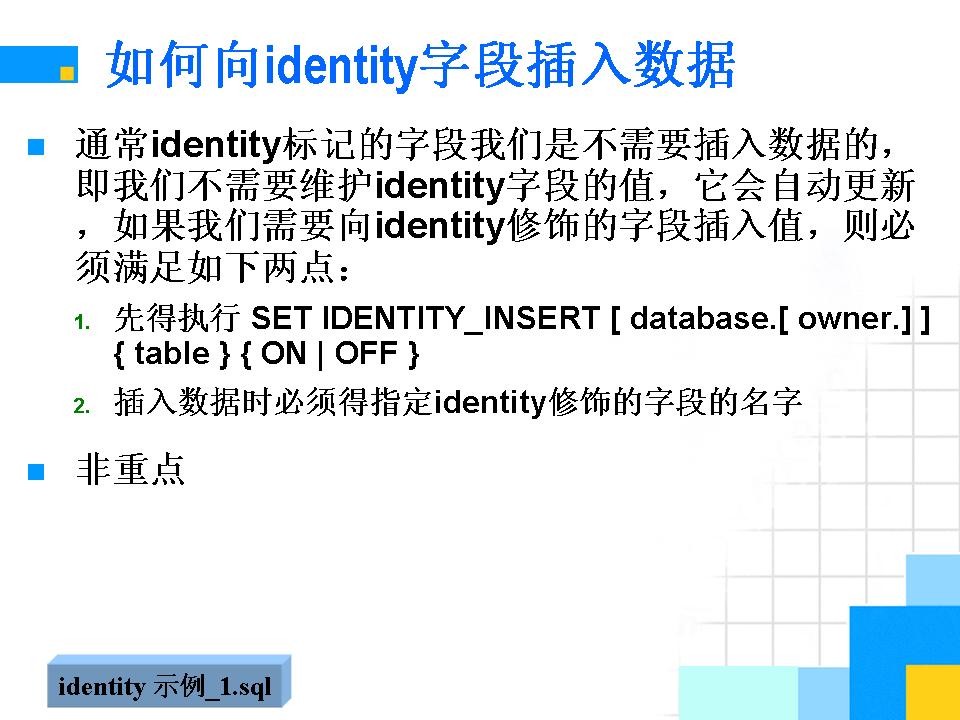 如何向identity字段插入数据
通常identity标记的字段我们是不需要插入数据的，
即我们不需要维护identity字段的值，它会自动更新
，如果我们需要向identity修饰的字段插入值，则必
须满足如下两点：
1. 先得执行 SET IDENTITY_INSERT [ database.[ owner.] ]
{ table } { ON | OFF }
2. 插入数据时必须得指定identity修饰的字段的名字
非重点
identity 示例_1.sql